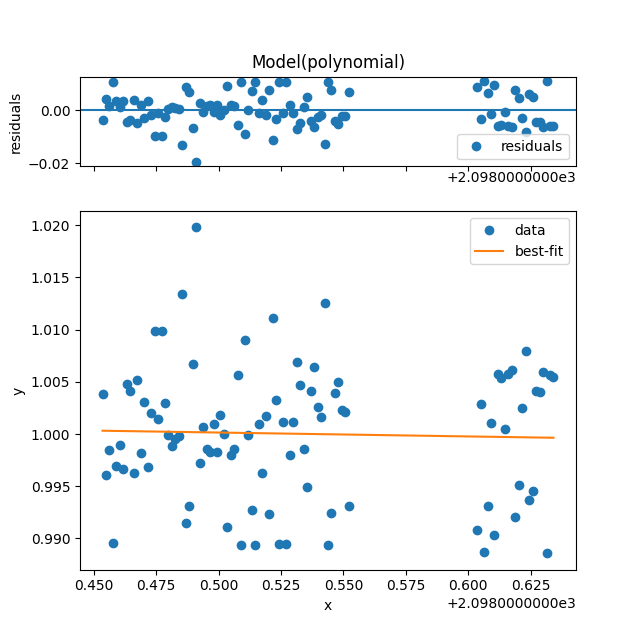 Model(polynomial)
0.00
−0.02
residuals
residuals
+2.0980000000e3
1.020
1.015
1.010
1.005
1.000
0.995
0.990
y
data
best-fit
0.450 0.475 0.500 0.525 0.550 0.575 0.600 0.625
x
+2.0980000000e3